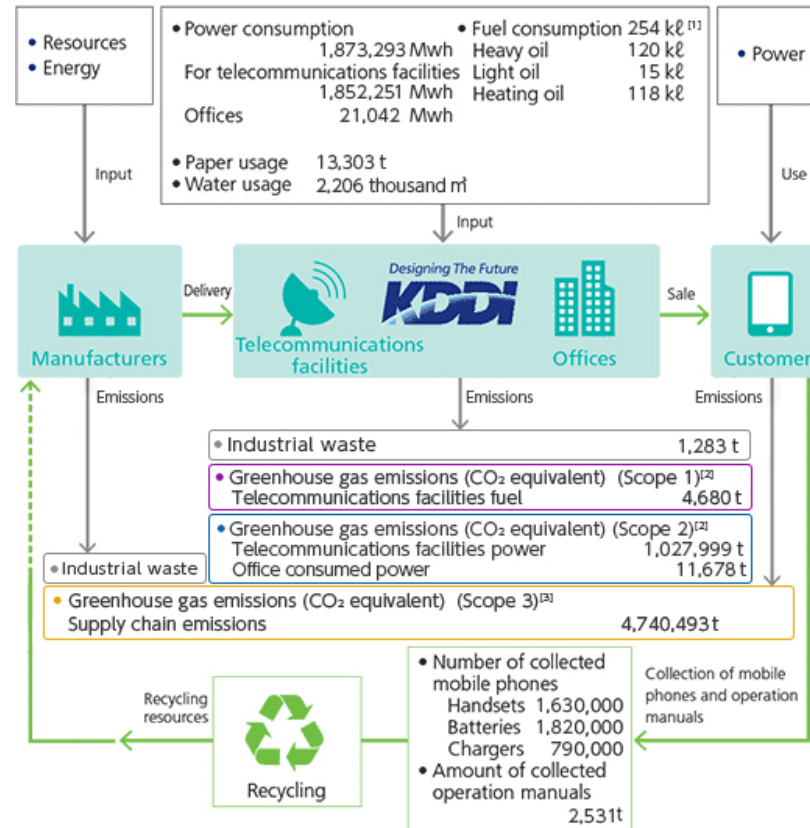 • Resources
• Energy
• Power consumption
1,873,293 Mwh
For telecommunications facilities
1,852,251 Mwh
Offices 21,042 Mwh
• Paper usage 13,303 t
• Water usage 2,206 thousand ㎥
• Fuel consumption 254 kℓ [1]
Heavy oil 120 kℓ
Light oil 15 kℓ
Heating oil 118 kℓ
• Power
Input
Input
Use
Manufacturers
Delivery
Designing The Future
KDDI
Telecommunications
facilities
Offices
Sale
Customer
Emissions
Emissions
Emissions
• Industrial waste 1,283 t
• Greenhouse gas emissions (CO₂ equivalent) (Scope 1)[2]
Telecommunications facilities fuel 4,680 t
• Greenhouse gas emissions (CO₂ equivalent) (Scope 2)[2]
Telecommunications facilities power 1,027,999 t
Office consumed power 11,678 t
• Industrial waste
• Greenhouse gas emissions (CO₂ equivalent) (Scope 3)[3]
Supply chain emissions 4,740,493 t
Recycling
resources
Recycling
• Number of collected
mobile phones
Handsets 1,630,000
Batteries 1,820,000
Chargers 790,000
• Amount of collected
operation manuals
2,531t
Collection of mobile
phones and operation
manuals